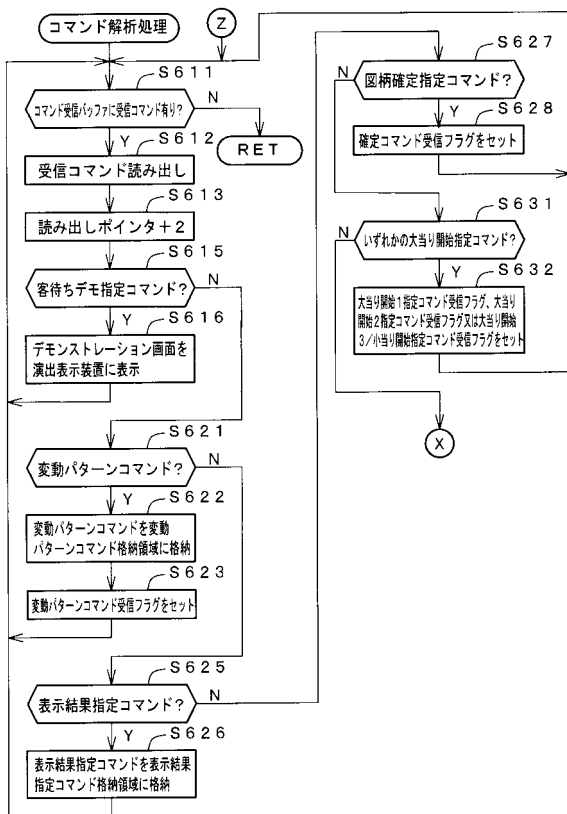 コマンド解析処理
Z
S611
コマンド受信バッファに受信コマンド有り?
N
Y
RET
S612
受信コマンド読み出し
S613
読み出しポインタ+2
S615
客待ちデモ指定コマンド?
N
Y
S616
デモンストレーション画面を
演出表示装置に表示
S621
変動パターンコマンド?
N
Y
S622
変動パターンコマンドを変動
パターンコマンド格納領域に格納
S623
変動パターンコマンド受信フラグをセット
S625
表示結果指定コマンド?
N
Y
S626
表示結果指定コマンドを表示結果
指定コマンド格納領域に格納
S627
N
図柄確定指定コマンド?
Y
S628
確定コマンド受信フラグをセット
S631
N
いずれかの大当り開始指定コマンド?
Y
S632
大当り開始1指定コマンド受信フラグ、大当り
開始2指定コマンド受信フラグ又は大当り開始
3/小当り開始指定コマンド受信フラグをセット
X